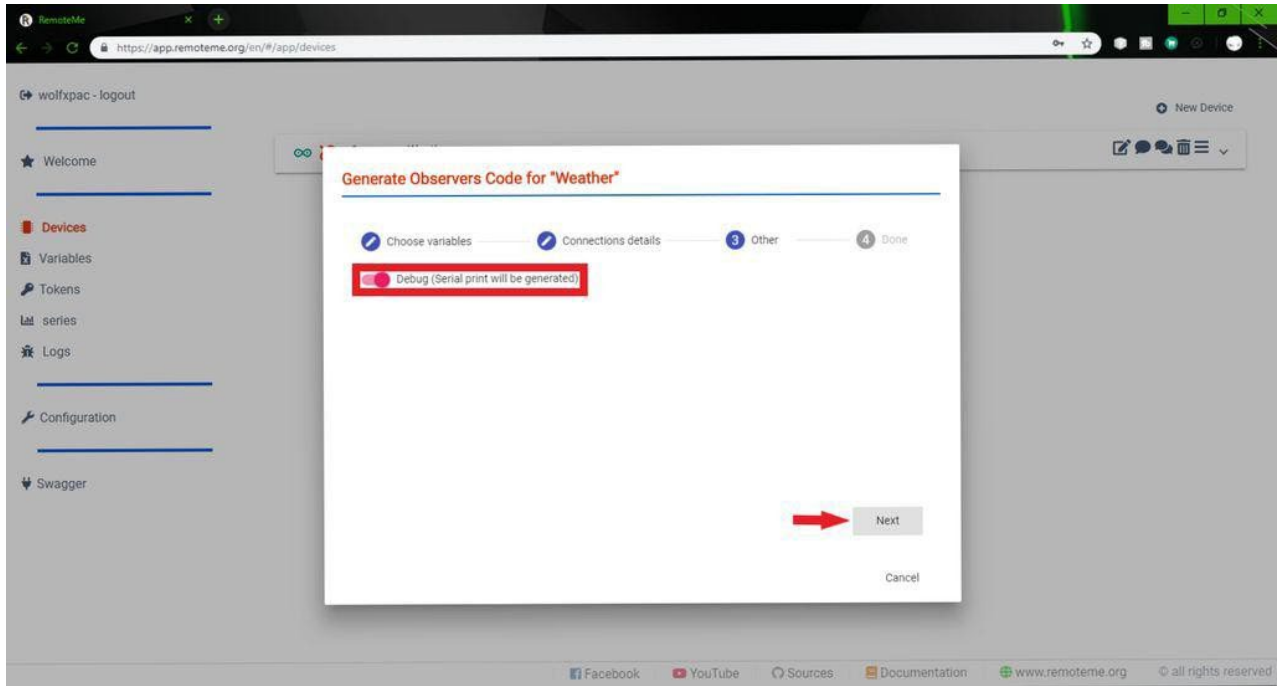 RemoteMe
https://app.remoteme.org/en/#/app/devices
wolfxpac - logout
New Device
Welcome
Generate Observers Code for "Weather"
Choose variables
Connections details
3 Other
4 Done
Debug (Serial print will be generated)
Devices
Variables
Tokens
series
Logs
Configuration
Swagger
Next
Cancel
Facebook
YouTube
Sources
Documentation
www.remoteme.org
© all rights reserved